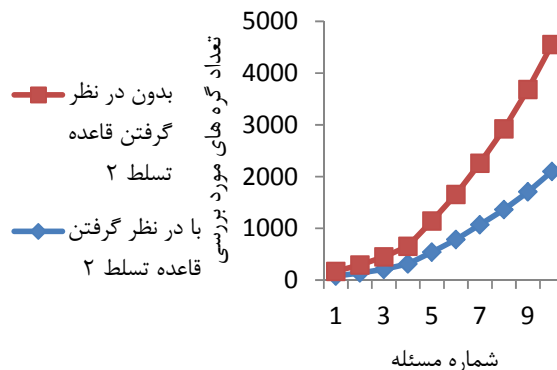 5000
4000
3000
2000
1000
0
تعداد گره های مورد بررسی
1 3 5 7 9
شماره مسئله
بدون در نظر
گرفتن قاعده
تسلط ۲
با در نظر گرفتن
قاعده تسلط ۲